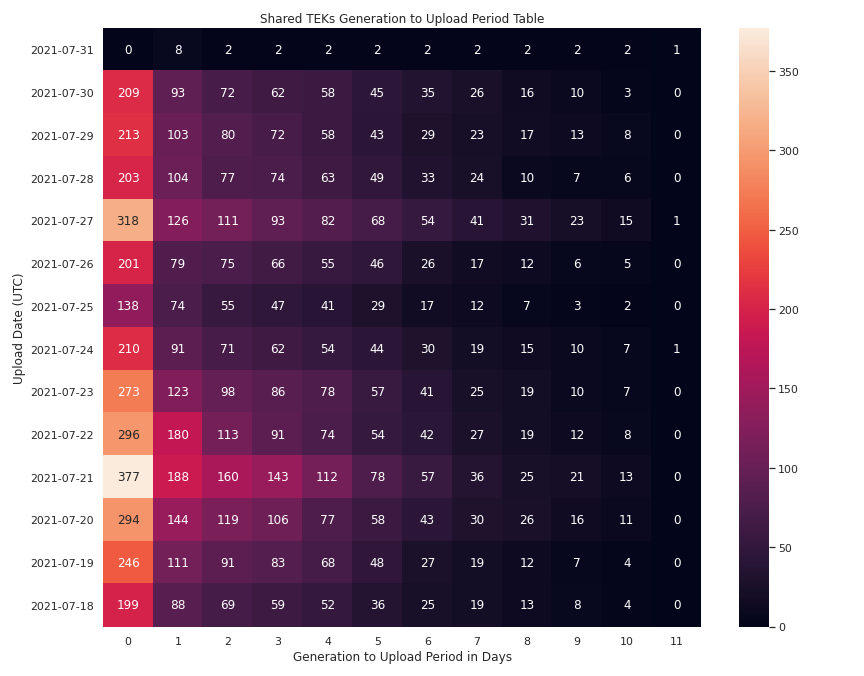 Shared TEKs Generation to Upload Period Table
Upload Date (UTC)
2021-07-31 0 8 2 2 2 2 2 2 2 2 2 1
2021-07-30 209 93 72 62 58 45 35 26 16 10 3 0
2021-07-29 213 103 80 72 58 43 29 23 17 13 8 0
2021-07-28 203 104 77 74 63 49 33 24 10 7 6 0
2021-07-27 318 126 111 93 82 68 54 41 31 23 15 1
2021-07-26 201 79 75 66 55 46 26 17 12 6 5 0
2021-07-25 138 74 55 47 41 29 17 12 7 3 2 0
2021-07-24 210 91 71 62 54 44 30 19 15 10 7 1
2021-07-23 273 123 98 86 78 57 41 25 19 10 7 0
2021-07-22 296 180 113 91 74 54 42 27 19 12 8 0
2021-07-21 377 188 160 143 112 78 57 36 25 21 13 0
2021-07-20 294 144 119 106 77 58 43 30 26 16 11 0
2021-07-19 246 111 91 83 68 48 27 19 12 7 4 0
2021-07-18 199 88 69 59 52 36 25 19 13 8 4 0
0 1 2 3 4 5 6 7 8 9 10 11
Generation to Upload Period in Days
350
300
250
200
150
100
50
0